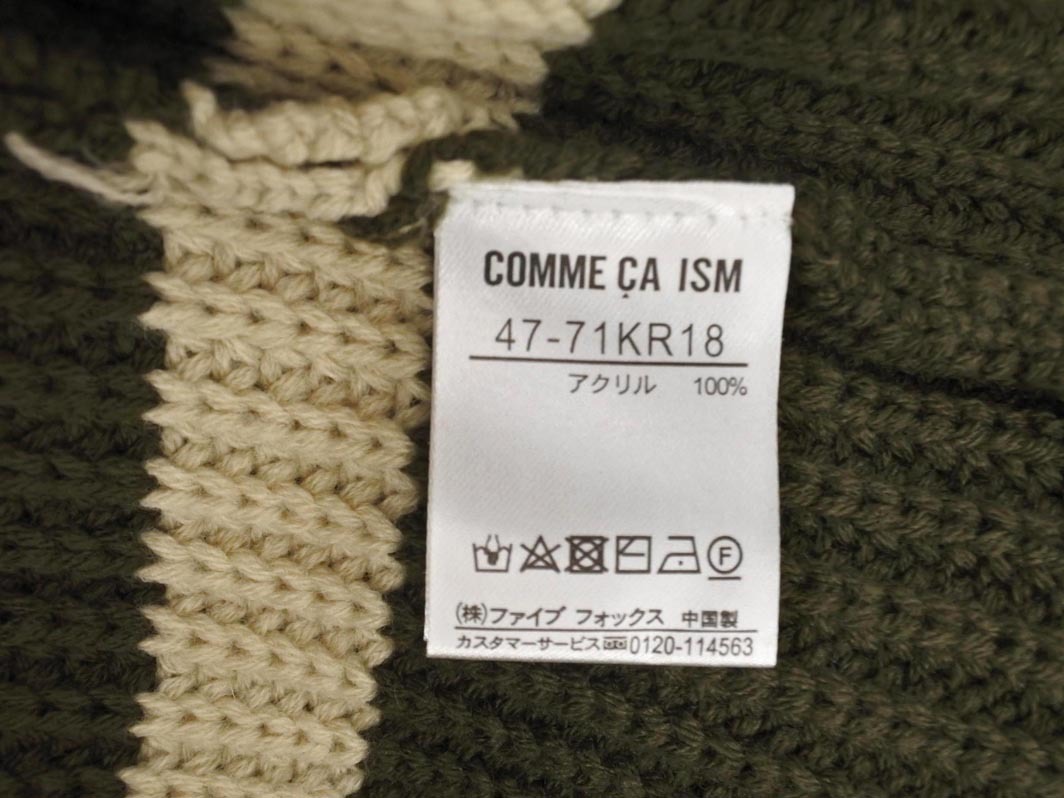 COMME ÇA ISM
47-71KR18
アクリル 100%
F
(株)ファイブ フォックス 中国製
カスタマーサービス 0120-114563